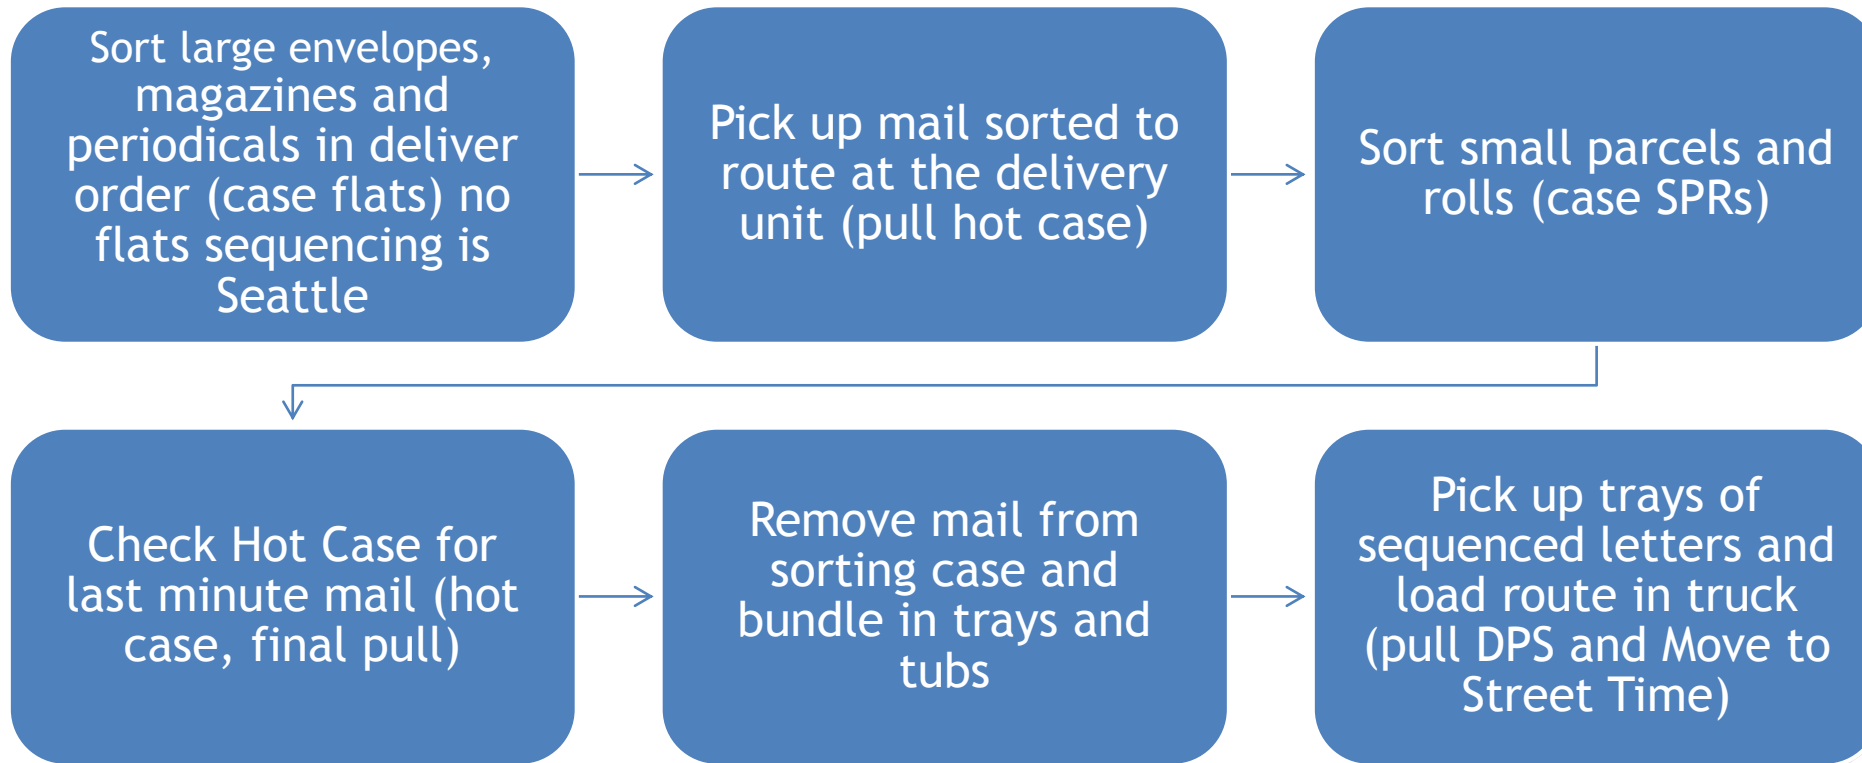 Sort large envelopes,
magazines and
periodicals in deliver
order (case flats) no
flats sequencing is
Seattle
Pick up mail sorted to
route at the delivery
unit (pull hot case)
Sort small parcels and
rolls (case SPRs)
Check Hot Case for
last minute mail (hot
case, final pull)
Remove mail from
sorting case and
bundle in trays and
tubs
Pick up trays of
sequenced letters and
load route in truck
(pull DPS and Move to
Street Time)